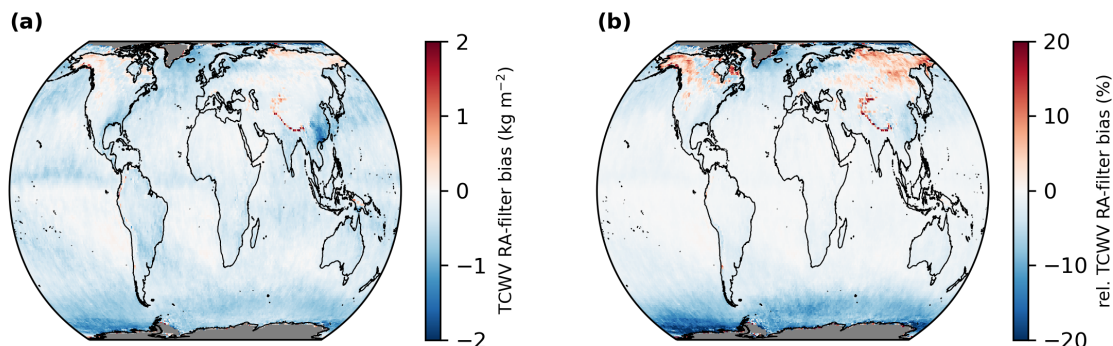 (a)
2
1
0
−1
−2
TCWV RA-filter bias (kg m⁻²)
(b)
20
10
0
−10
−20
rel. TCWV RA-filter bias (%)